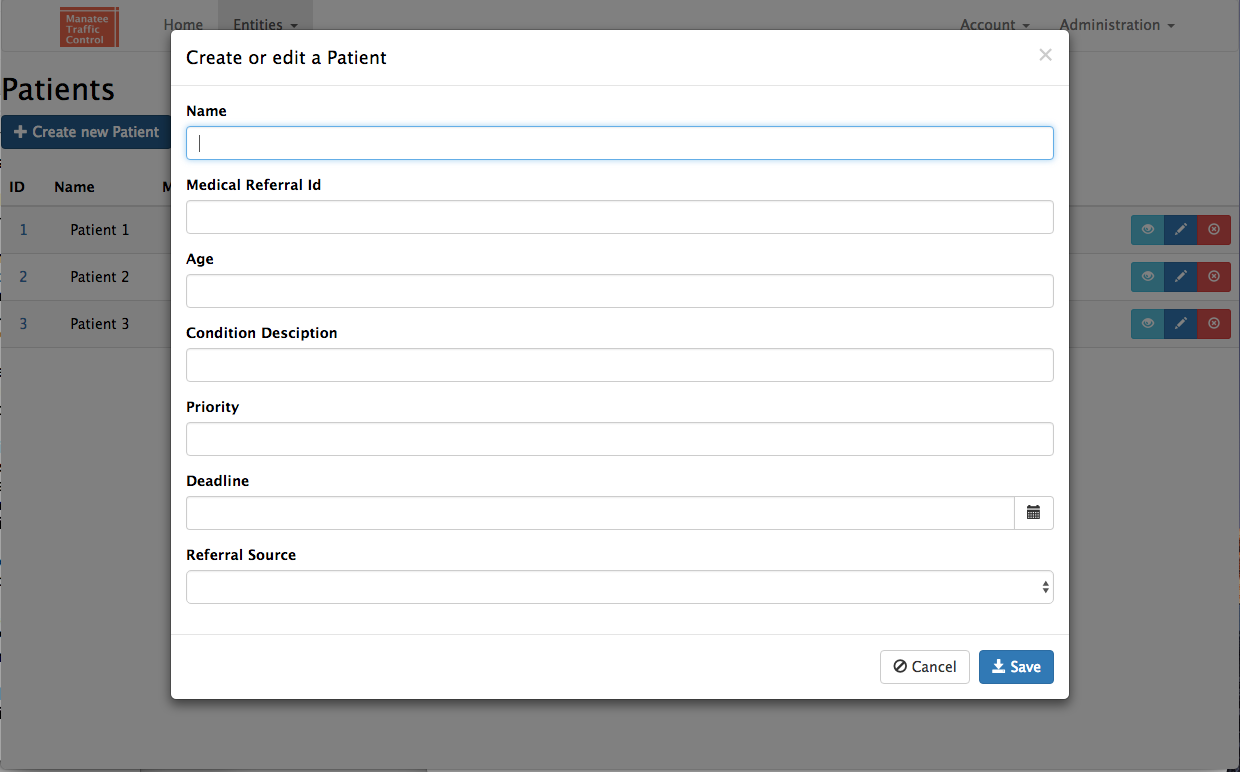 Manatee
Traffic
Control
Home
Entities
Account
Administration
Create or edit a Patient
×
Patients
Create new Patient
ID Name M
1 Patient 1
2 Patient 2
3 Patient 3
Name
Medical Referral Id
Age
Condition Desciption
Priority
Deadline
Referral Source
Cancel
Save